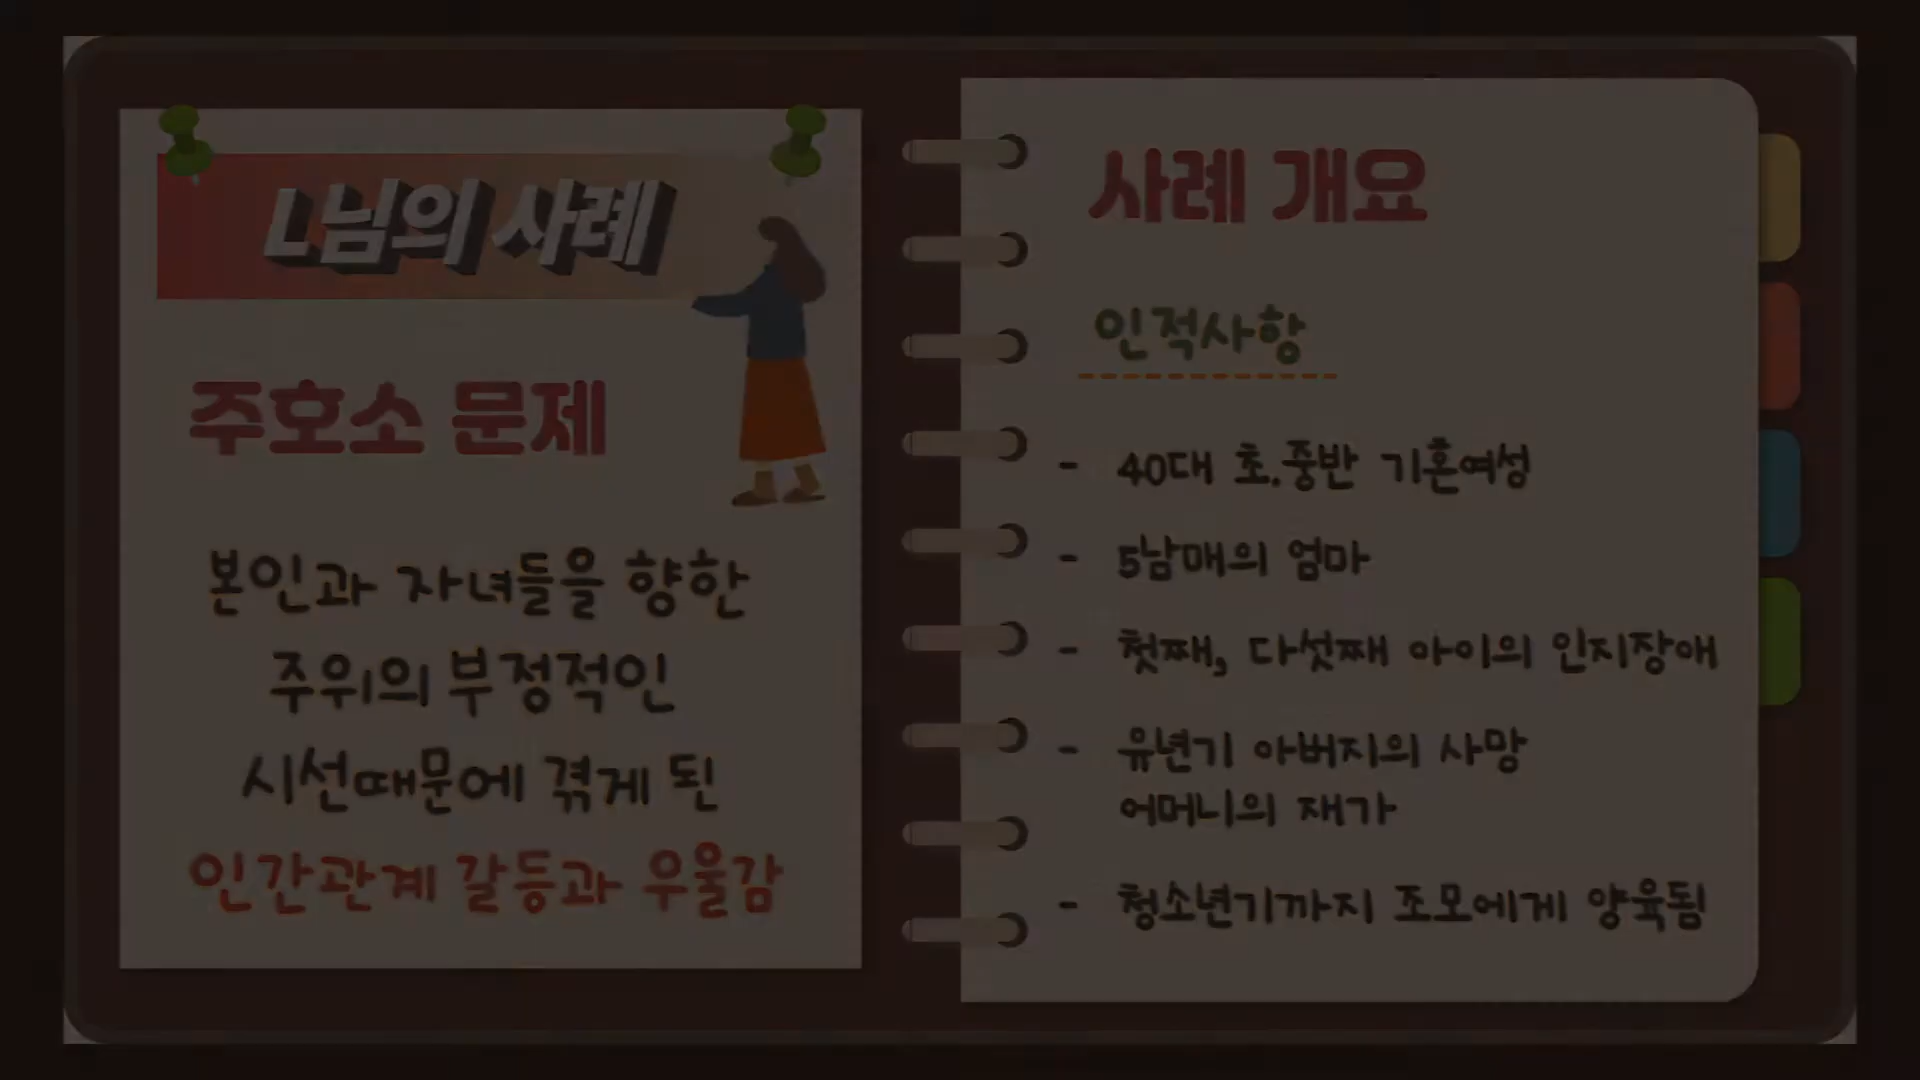 L님의 사례
주호소 문제
본인과 자녀들을 향한
주위의 부정적인
시선때문에 겪게 된
인간관계 갈등과 우울감
사례 개요
인적사항
- 40대 초.중반 기혼여성
- 5남매의 엄마
- 첫째, 다섯째 아이의 인지장애
- 유년기 아버지의 사망
어머니의 재가
- 청소년기까지 조모에게 양육됨